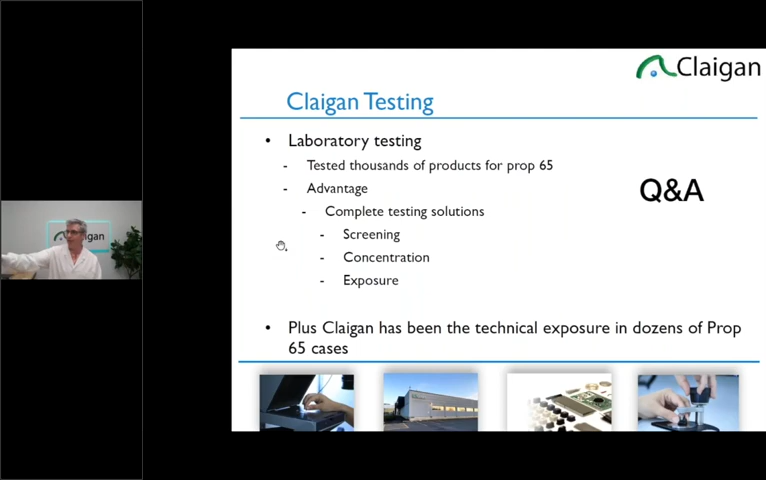 Claigan
Claigan Testing
• Laboratory testing
- Tested thousands of products for prop 65
- Advantage
- Complete testing solutions
- Screening
- Concentration
- Exposure
Q&A
• Plus Claigan has been the technical exposure in dozens of Prop
65 cases